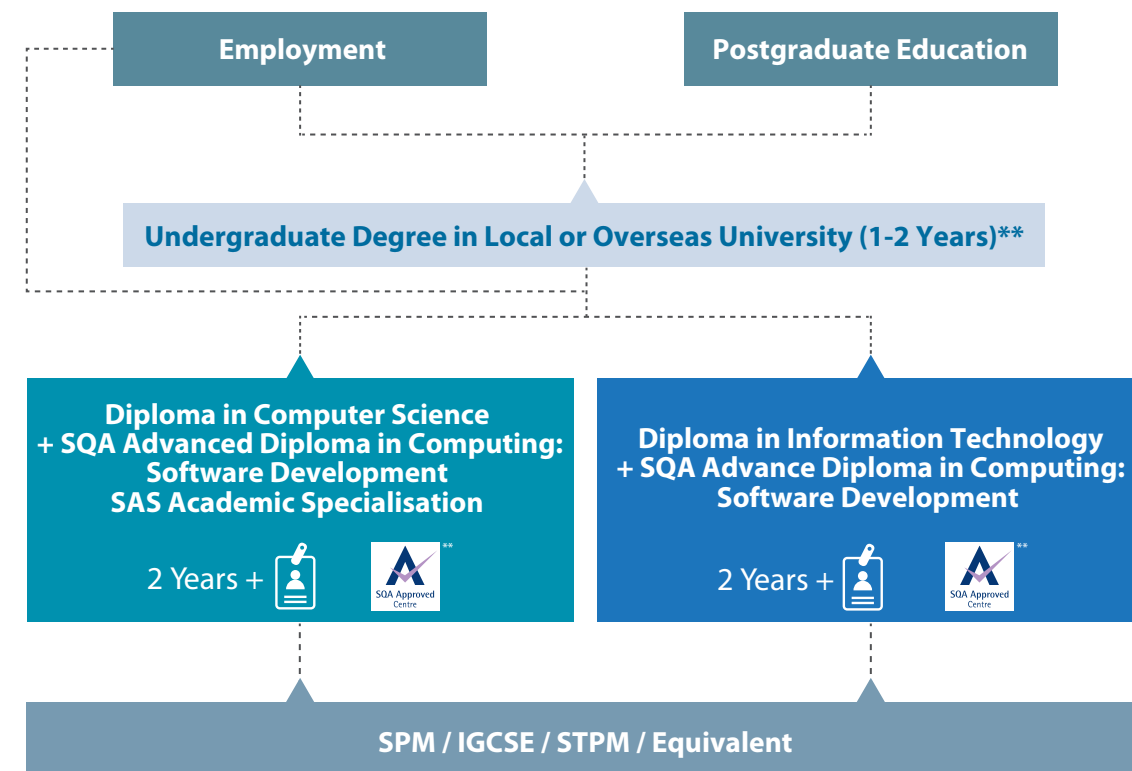 Employment
Postgraduate Education
Undergraduate Degree in Local or Overseas University (1-2 Years)**
Diploma in Computer Science
+ SQA Advanced Diploma in Computing:
Software Development
SAS Academic Specialisation
2 Years +
**
SQA Approved
Centre
Diploma in Information Technology
+ SQA Advance Diploma in Computing:
Software Development
2 Years +
**
SQA Approved
Centre
SPM / IGCSE / STPM / Equivalent